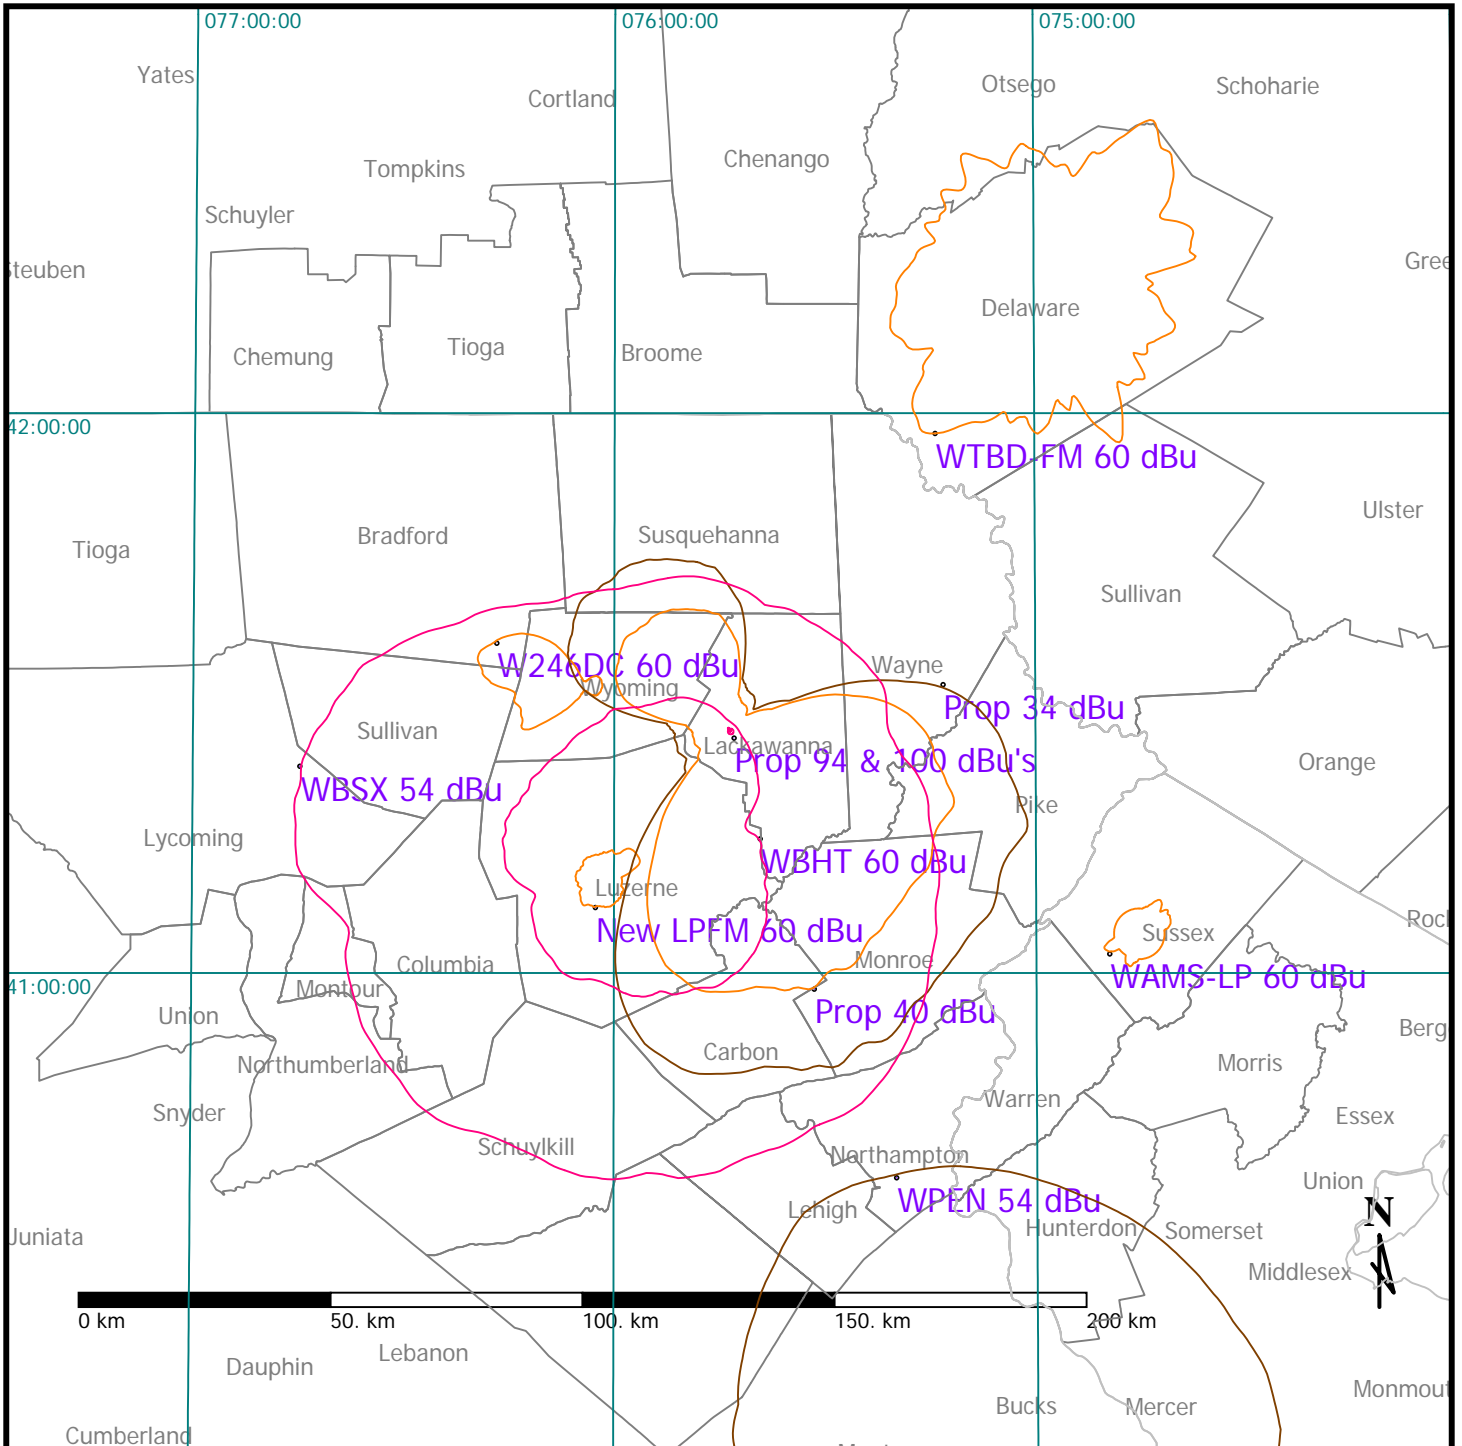 077:00:00
076:00:00
075:00:00
Yates
Cortland
Otsego
Schoharie
Tompkins
Chenango
Schuyler
Steuben
Gree
Delaware
Chemung
Tioga
Broome
42:00:00
WTBD-FM 60 dBu
Tioga
Bradford
Susquehanna
Ulster
Sullivan
W246DC 60 dBu
Wyoming
Wayne
Prop 34 dBu
Sullivan
Lackawanna
Prop 94 & 100 dBu's
Orange
WBSX 54 dBu
Pike
Lycoming
WBHT 60 dBu
Luzerne
New LPFM 60 dBu
Sussex
Rocl
Columbia
Monroe
WAMS-LP 60 dBu
41:00:00
Montour
Union
Prop 40 dBu
Berg
Northumberland
Carbon
Morris
Snyder
Warren
Essex
Schuylkill
Northampton
Union
WPEN 54 dBu
Lehigh
N
Juniata
Hunterdon
Somerset
Middlesex
0 km
50. km
100. km
150. km
200 km
Dauphin
Lebanon
Monmout
Bucks
Mercer
Cumberland